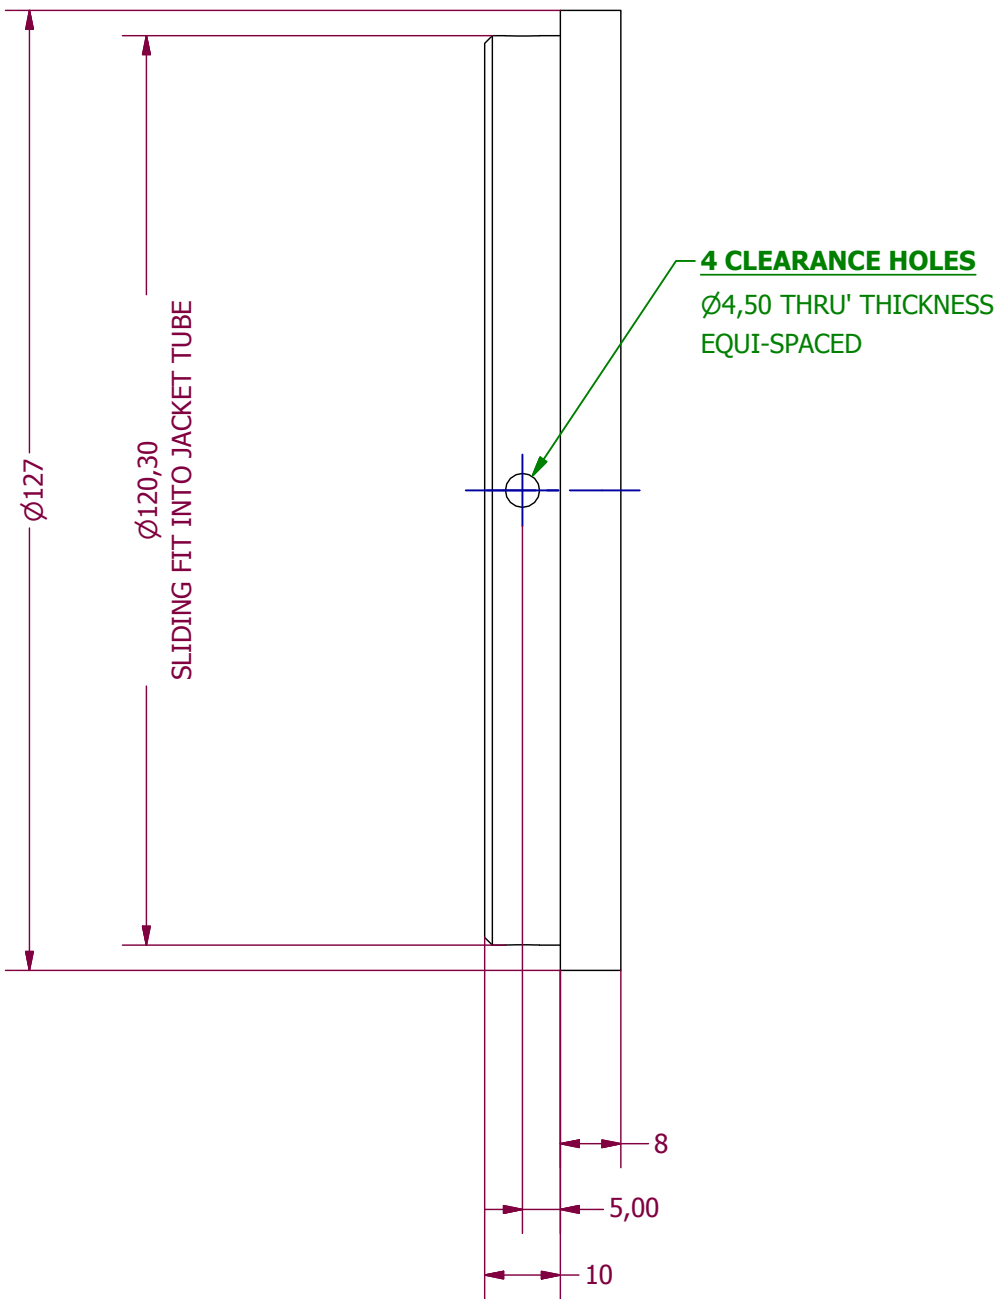 4 CLEARANCE HOLES
Ø4,50 THRU' THICKNESS
EQUI-SPACED
Ø127
Ø120,30
SLIDING FIT INTO JACKET TUBE
8
5,00
10